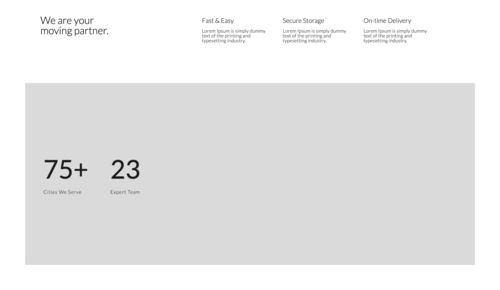 We are your
moving partner.
Fast & Easy
Lorem Ipsum is simply dummy
text of the printing and
typesetting industry.
Secure Storage
Lorem Ipsum is simply dummy
text of the printing and
typesetting industry.
On-time Delivery
Lorem Ipsum is simply dummy
text of the printing and
typesetting industry.
75+
Cities We Serve
23
Expert Team